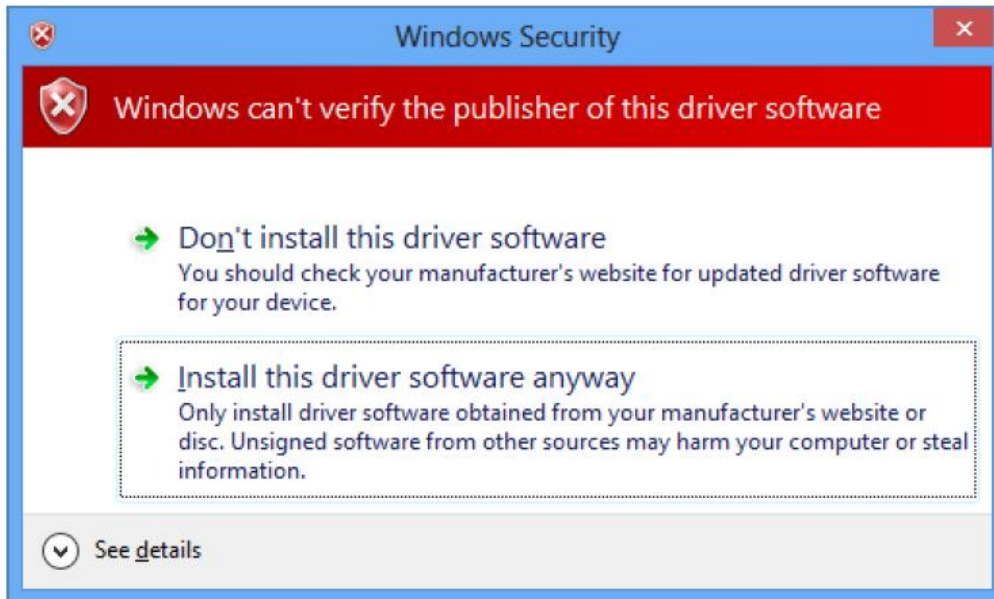 Windows Security
Windows can't verify the publisher of this driver software
Don't install this driver software
You should check your manufacturer's website for updated driver software
for your device.
Install this driver software anyway
Only install driver software obtained from your manufacturer's website or
disc. Unsigned software from other sources may harm your computer or steal
information.
See details